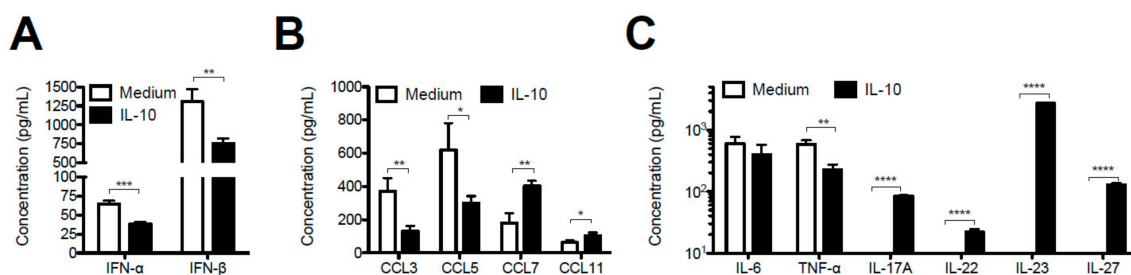 A
Concentration (pg/mL)
1500
1250
1000
750
500
100
75
50
25
0
Medium
IL-10
***
**
IFN-α
IFN-β
B
Concentration (pg/mL)
1000
800
600
400
200
0
Medium
IL-10
**
*
**
*
CCL3
CCL5
CCL7
CCL11
C
Concentration (pg/mL)
10³
10²
10¹
Medium
IL-10
**
****
****
****
****
IL-6
TNF-α
IL-17A
IL-22
IL-23
IL-27